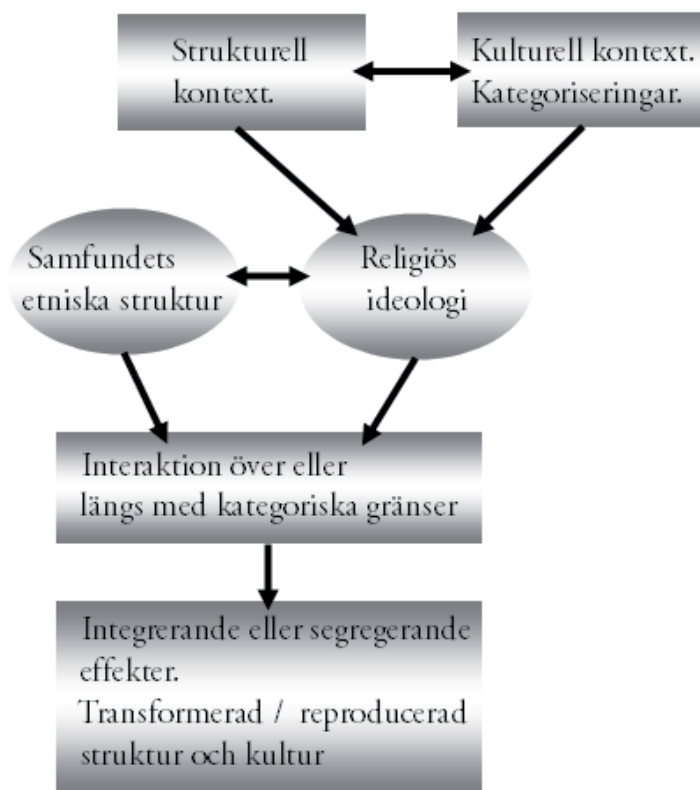 Strukturell
kontext.
Kulturell kontext.
Kategoriseringar.
Samfundets
etniska struktur
Religiös
ideologi
Interaktion över eller
längs med kategoriska gränser
Integrerande eller segregerande
effekter.
Transformerad / reproducerad
struktur och kultur